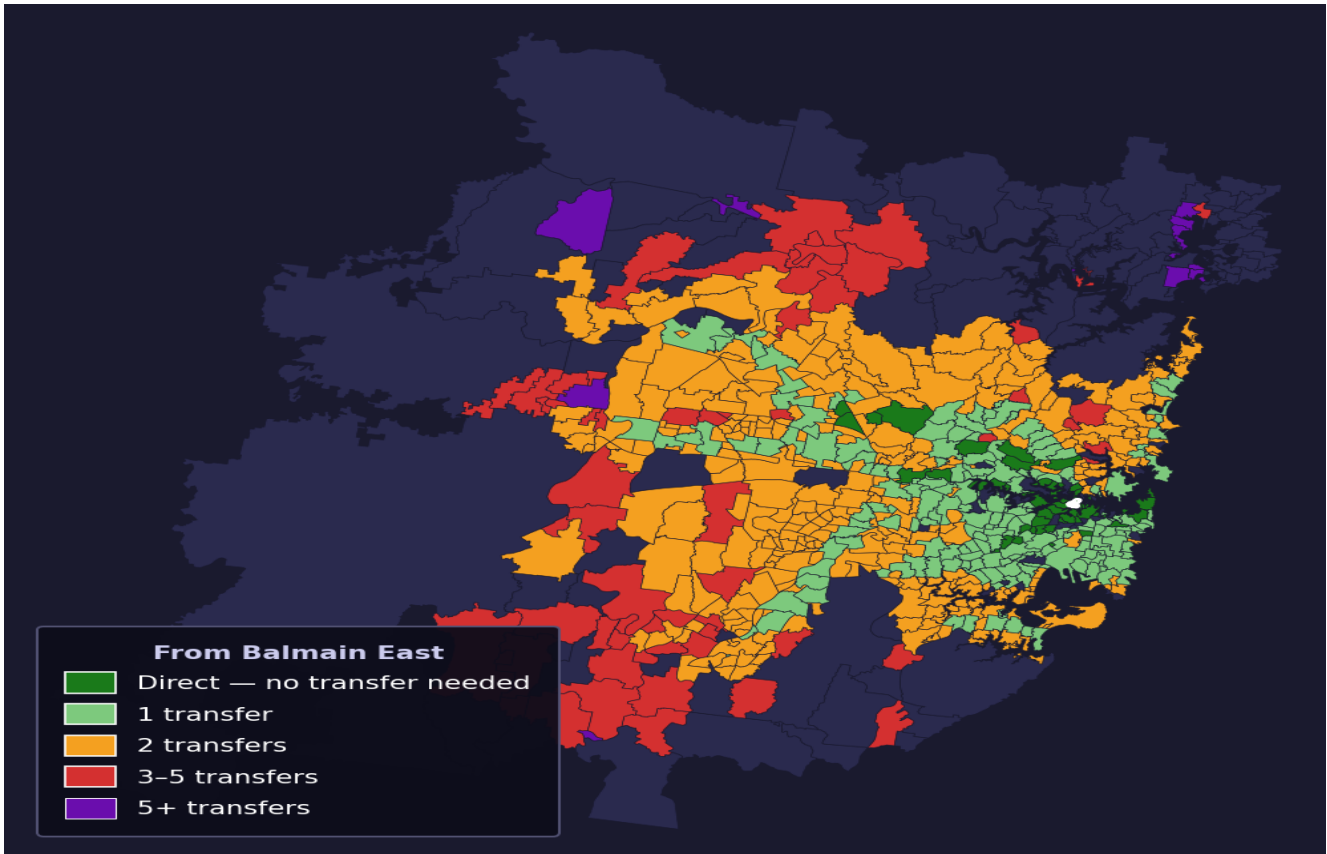 From Balmain East
Direct — no transfer needed
1 transfer
2 transfers
3–5 transfers
5+ transfers